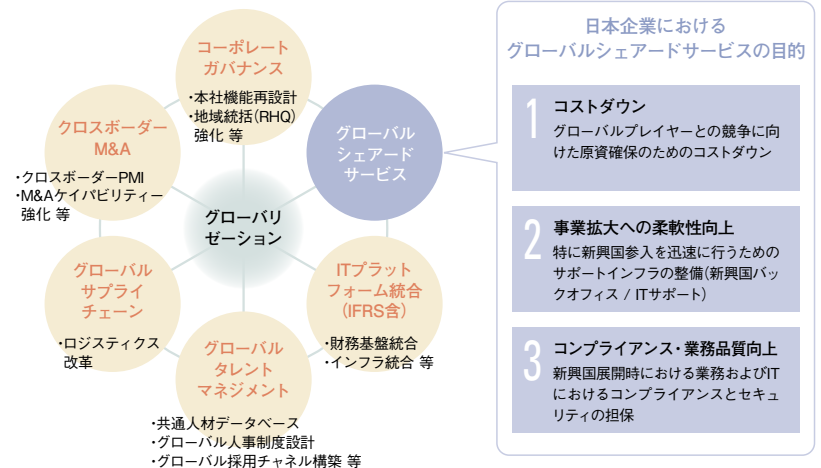 コーポレート
ガバナンス
・本社機能再設計
・地域統括(RHQ)
強化 等
クロスボーダー
M&A
・クロスボーダーPMI
・M&Aケイパビリティー
強化 等
グローバル
シェアード
サービス
グローバリ
ゼーション
グローバル
サプライ
チェーン
・ロジスティクス
改革
ITプラット
フォーム統合
(IFRS含)
・財務基盤統合
・インフラ統合 等
グローバル
タレント
マネジメント
・共通人材データベース
・グローバル人事制度設計
・グローバル採用チャネル構築 等
日本企業における
グローバルシェアードサービスの目的
1 コストダウン
グローバルプレイヤーとの競争に向
けた原資確保のためのコストダウン
2 事業拡大への柔軟性向上
特に新興国参入を迅速に行うための
サポートインフラの整備(新興国バッ
クオフィス / ITサポート)
3 コンプライアンス・業務品質向上
新興国展開時における業務およびIT
におけるコンプライアンスとセキュ
リティの担保